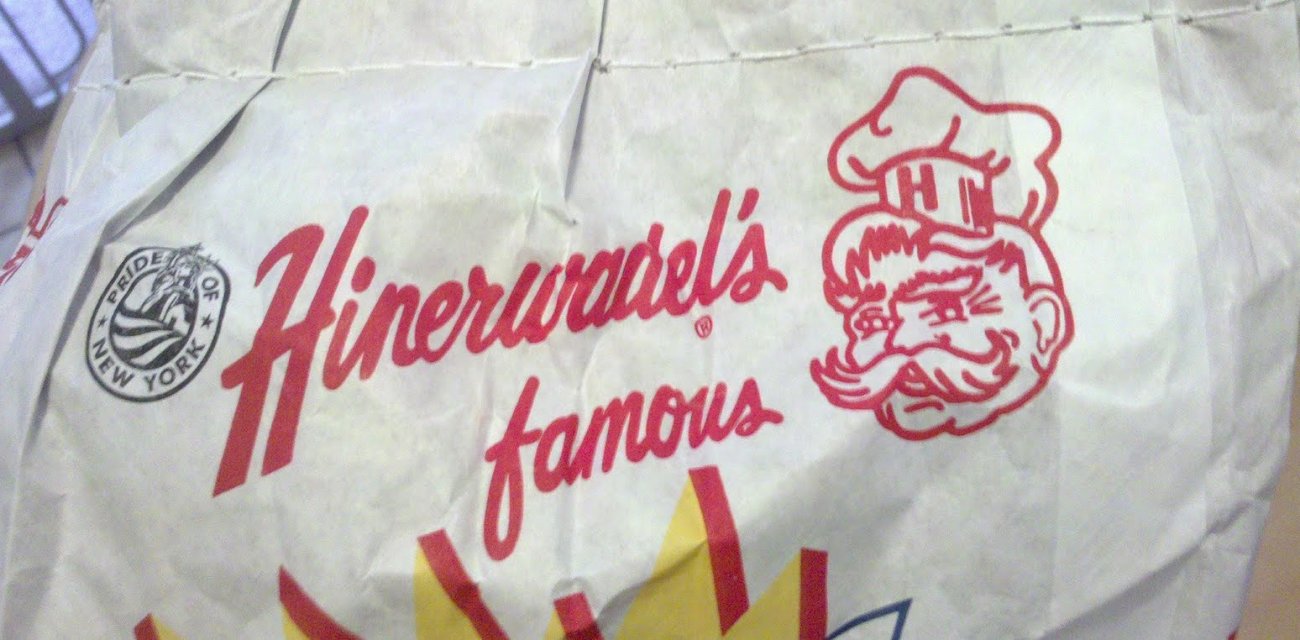 PRIDE OF
NEW YORK
Hinerwadel's
®
famous
H